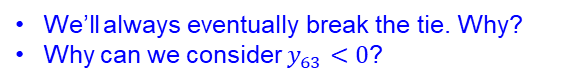 • We'll always eventually break the tie. Why?
• Why can we consider y₆₃ < 0?